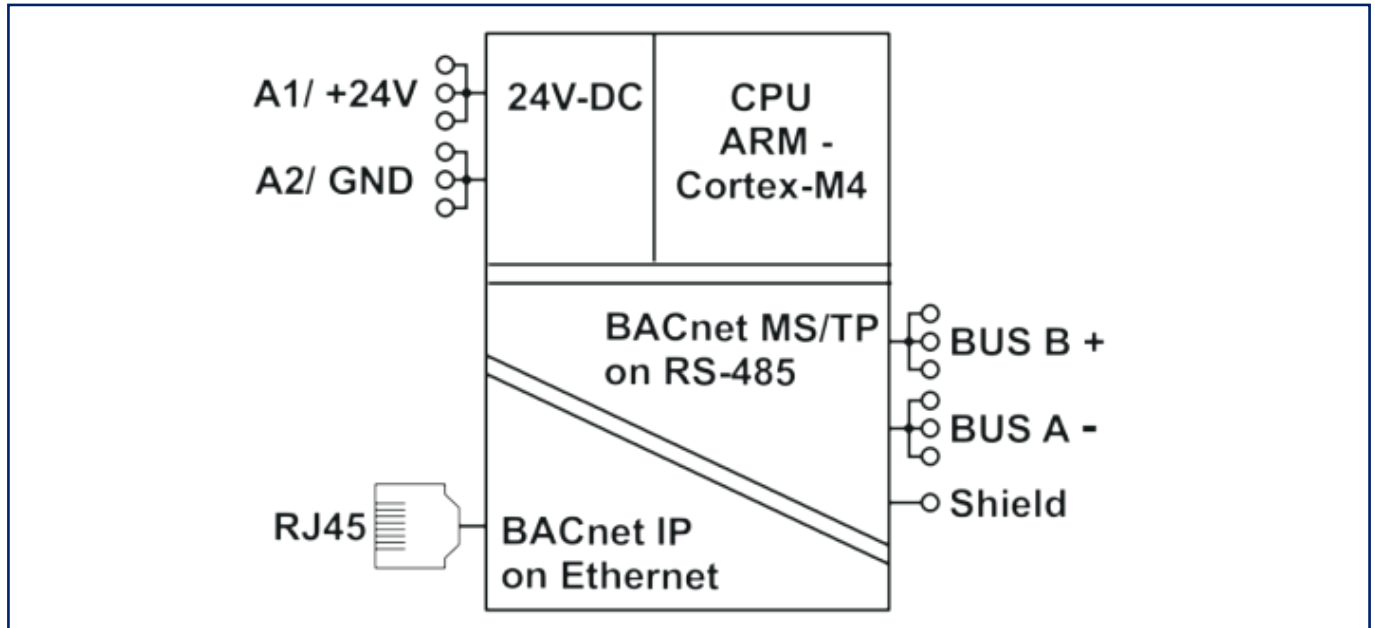 A1/ +24V
A2/ GND
24V-DC
CPU
ARM -
Cortex-M4
BACnet MS/TP
on RS-485
BUS B +
BUS A -
Shield
RJ45
BACnet IP
on Ethernet